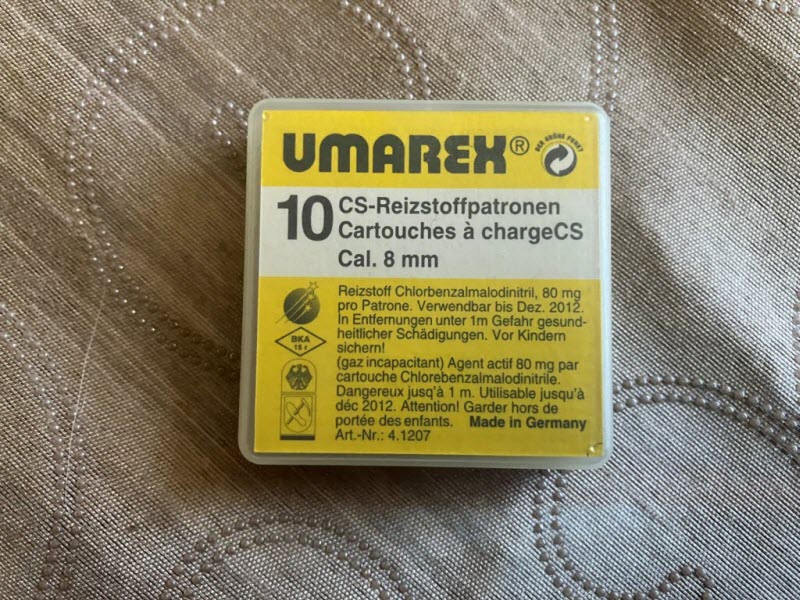 UMAREX®
DER GRÜNE PUNKT
10 CS-Reizstoffpatronen
Cartouches à chargeCS
Cal. 8 mm
Reizstoff Chlorbenzalmalodinitril, 80 mg
pro Patrone. Verwendbar bis Dez. 2012.
In Entfernungen unter 1m Gefahr gesund-
heitlicher Schädigungen. Vor Kindern
sichern!
(gaz incapacitant) Agent actif 80 mg par
cartouche Chlorebenzalmalodinitrile.
Dangereux jusq'à 1 m. Utilisable jusqu'à
déc 2012. Attention! Garder hors de
portée des enfants. Made in Germany
Art.-Nr.: 4.1207
BKA